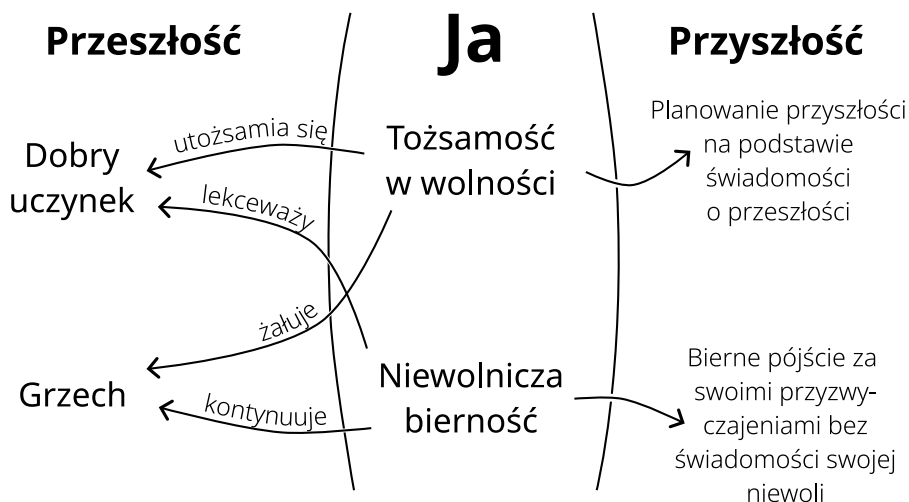 Przeszłość
Ja
Przyszłość
utożsamia się
Dobry
uczynek
lekceważy
żałuje
Grzech
kontynuuje
Tożsamość
w wolności
Niewolnicza
bierność
Planowanie przyszłości
na podstawie
świadomości
o przeszłości
Bierne pójście za
swoimi przyzwy-
czajeniami bez
świadomości swojej
niewoli